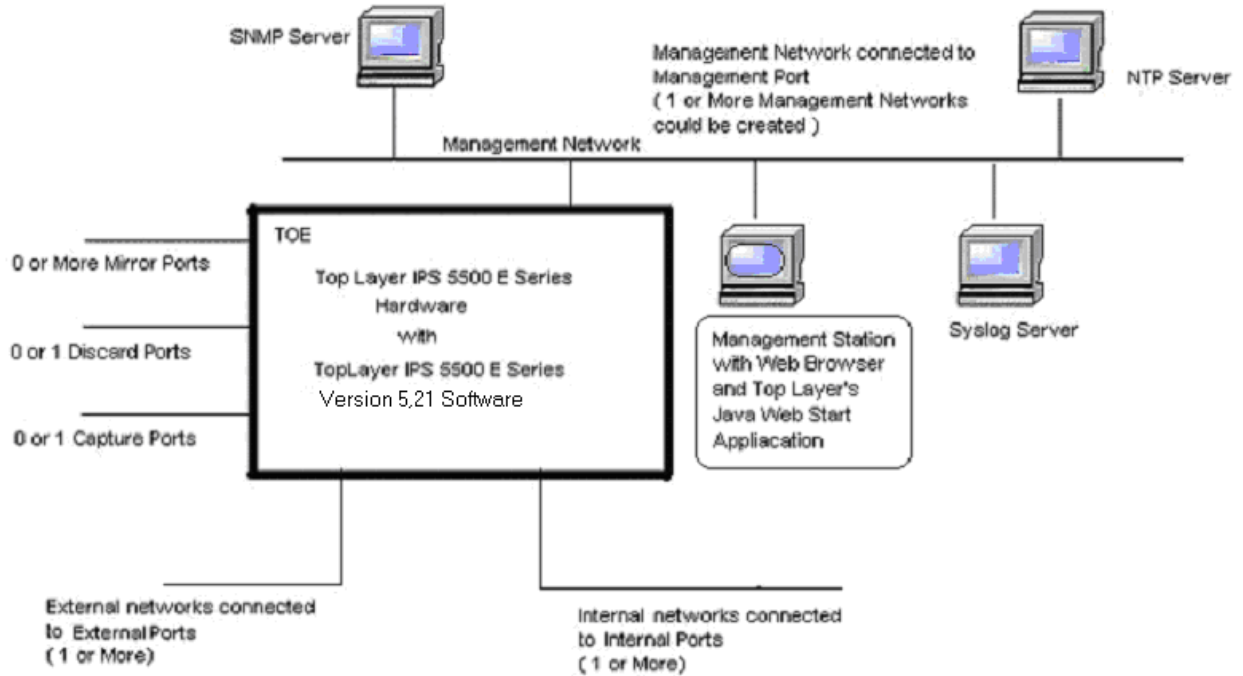 SNMP Server
Management Network connected to
Management Port
( 1 or More Management Networks
could be created )
NTP Server
Management Network
TOE
Top Layer IPS 5500 E Series
Hardware
with
TopLayer IPS 5500 E Series
Version 5,21 Software
0 or More Mirror Ports
0 or 1 Discard Ports
0 or 1 Capture Ports
Management Station
with Web Browser
and Top Layer's
Java Web Start
Appliacation
Syslog Server
External networks connected
to External Ports
( 1 or More)
Internal networks connected
to Internal Ports
( 1 or More)